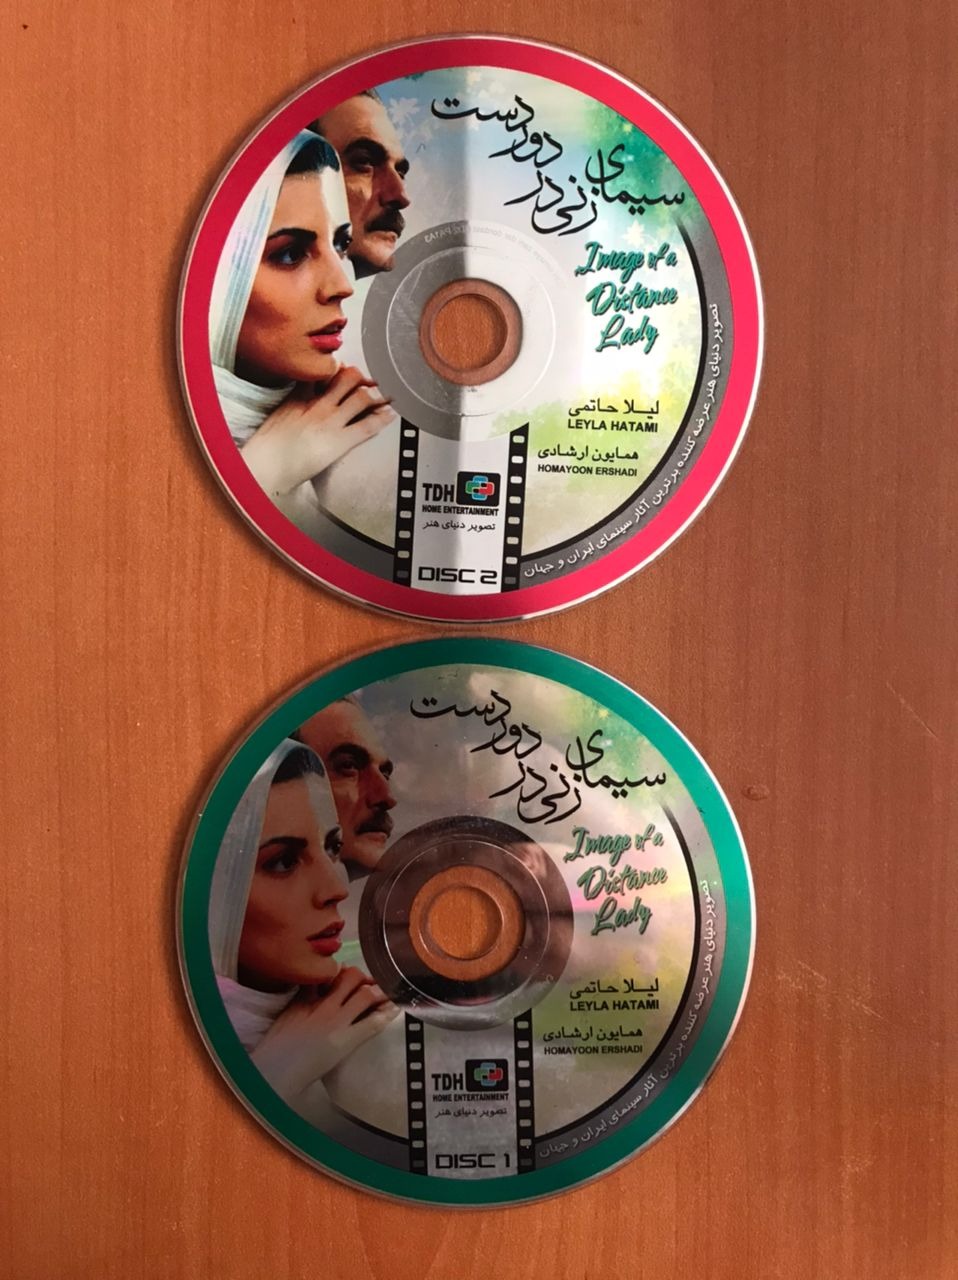 سیمای
زنی در
دوردست
Image of a
Distance
Lady
لیلا حاتمی
LEYLA HATAMI
همایون ارشادی
HOMAYOON ERSHADI
TDH
HOME ENTERTAINMENT
تصویر دنیای هنر
DISC 2
تصویر دنیای هنر عرضه کننده برترین آثار سینمای ایران و جهان
سیمای
زنی در
دوردست
Image of a
Distance
Lady
لیلا حاتمی
LEYLA HATAMI
همایون ارشادی
HOMAYOON ERSHADI
TDH
HOME ENTERTAINMENT
تصویر دنیای هنر
DISC 1
تصویر دنیای هنر عرضه کننده برترین آثار سینمای ایران و جهان